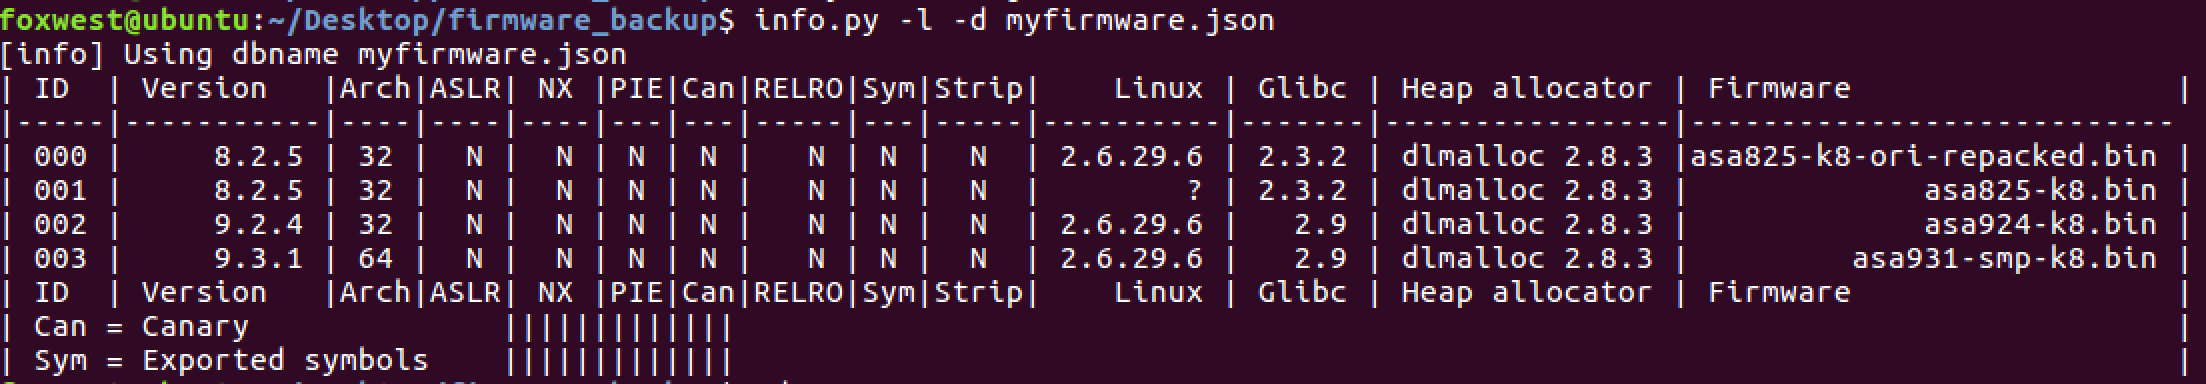 foxwest@ubuntu:~/Desktop/firmware_backup$ info.py -l -d myfirmware.json
[info] Using dbname myfirmware.json
| ID  | Version   |Arch|ASLR| NX |PIE|Can|RELRO|Sym|Strip|    Linux | Glibc | Heap allocator | Firmware                  |
|-----|-----------|----|----|----|---|---|-----|---|-----|----------|-------|----------------|---------------------------
| 000 |     8.2.5 | 32 |  N |  N | N | N |   N | N |  N  | 2.6.29.6 | 2.3.2 | dlmalloc 2.8.3 |asa825-k8-ori-repacked.bin |
| 001 |     8.2.5 | 32 |  N |  N | N | N |   N | N |  N  |        ? | 2.3.2 | dlmalloc 2.8.3 |             asa825-k8.bin |
| 002 |     9.2.4 | 32 |  N |  N | N | N |   N | N |  N  | 2.6.29.6 |   2.9 | dlmalloc 2.8.3 |             asa924-k8.bin |
| 003 |     9.3.1 | 64 |  N |  N | N | N |   N | N |  N  | 2.6.29.6 |   2.9 | dlmalloc 2.8.3 |         asa931-smp-k8.bin |
| ID  | Version   |Arch|ASLR| NX |PIE|Can|RELRO|Sym|Strip|    Linux | Glibc | Heap allocator | Firmware                  |
| Can = Canary              |||||||||||||                                                                                 |
| Sym = Exported symbols    |||||||||||||                                                                                 |